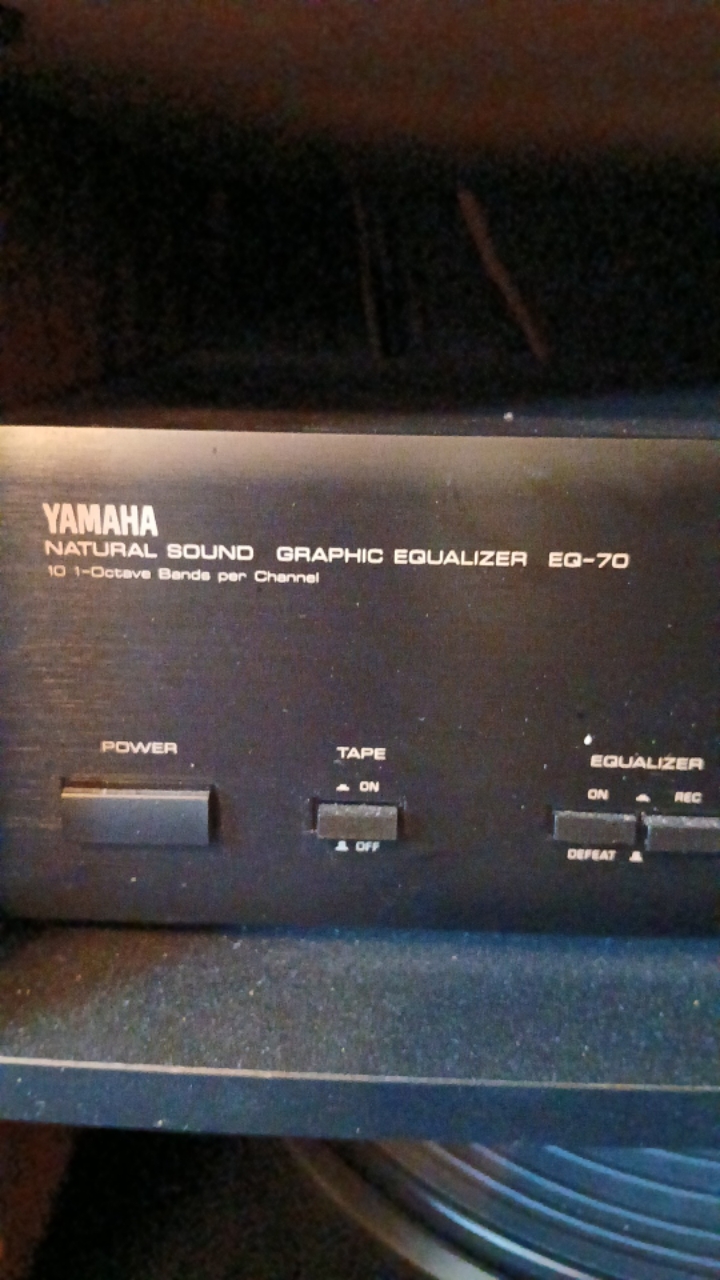 YAMAHA
NATURAL SOUND GRAPHIC EQUALIZER EQ-70
10 1-Octave Bands per Channel
POWER
TAPE
ON
OFF
EQUALIZER
ON REC
DEFEAT